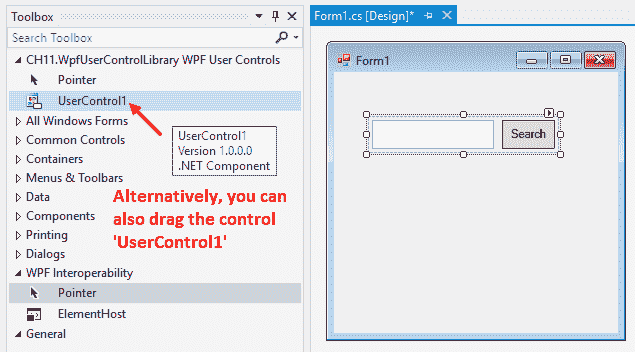 Toolbox
Search Toolbox
CH11.WpfUserControlLibrary WPF User Controls
Pointer
UserControl1
All Windows Forms
Common Controls
Containers
Menus & Toolbars
Data
Components
Printing
Dialogs
WPF Interoperability
Pointer
ElementHost
General
UserControl1
Version 1.0.0.0
.NET Component
Alternatively, you can
also drag the control
'UserControl1'
Form1.cs [Design]*
Form1
Search